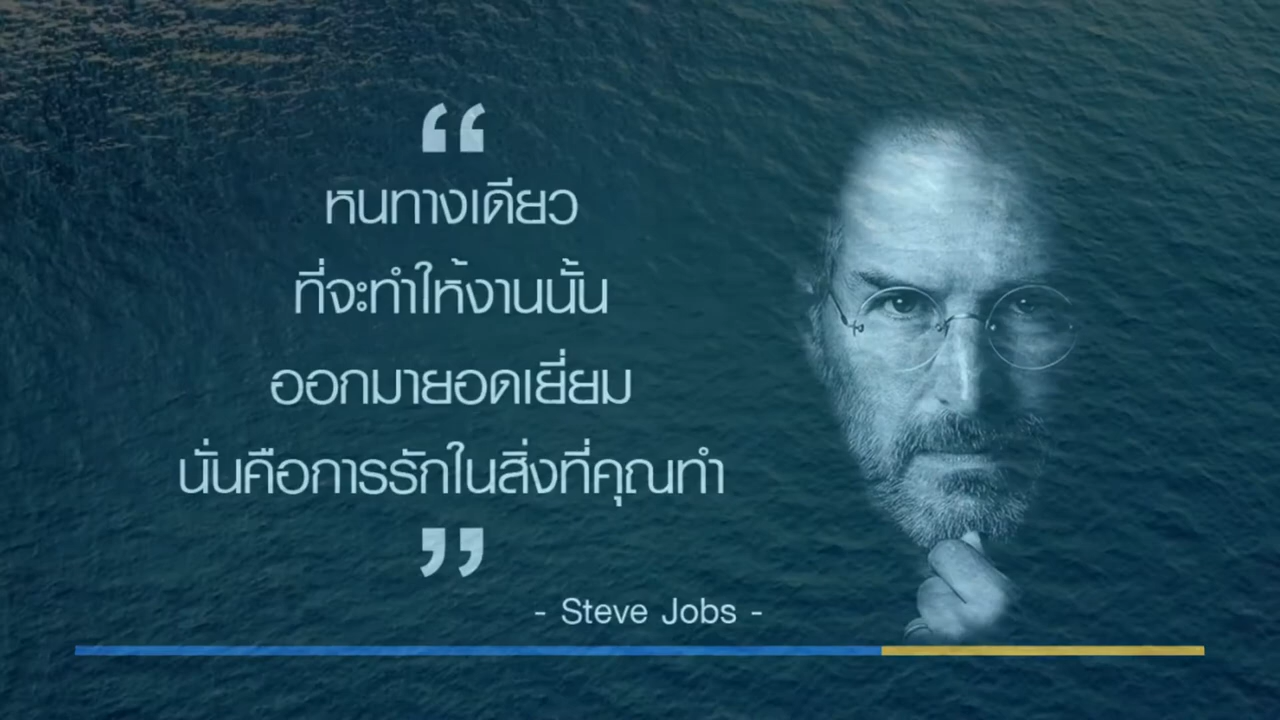 “
หนทางเดียว
ที่จะทำให้งานนั้น
ออกมายอดเยี่ยม
นั่นคือการรักในสิ่งที่คุณทำ
”
- Steve Jobs -